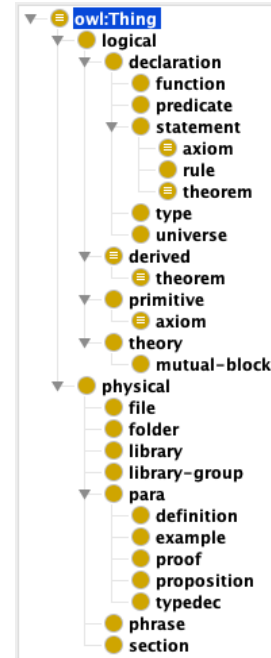 owl:Thing
logical
declaration
function
predicate
statement
axiom
rule
theorem
type
universe
derived
theorem
primitive
axiom
theory
mutual-block
physical
file
folder
library
library-group
para
definition
example
proof
proposition
typedec
phrase
section